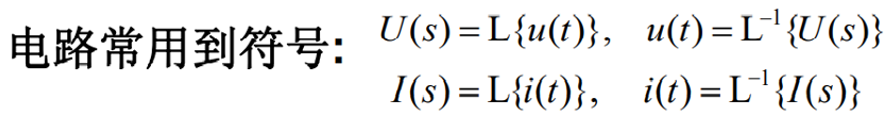 电路常用到符号: U(s) = L{u(t)}, u(t) = L⁻¹{U(s)}
I(s) = L{i(t)}, i(t) = L⁻¹{I(s)}